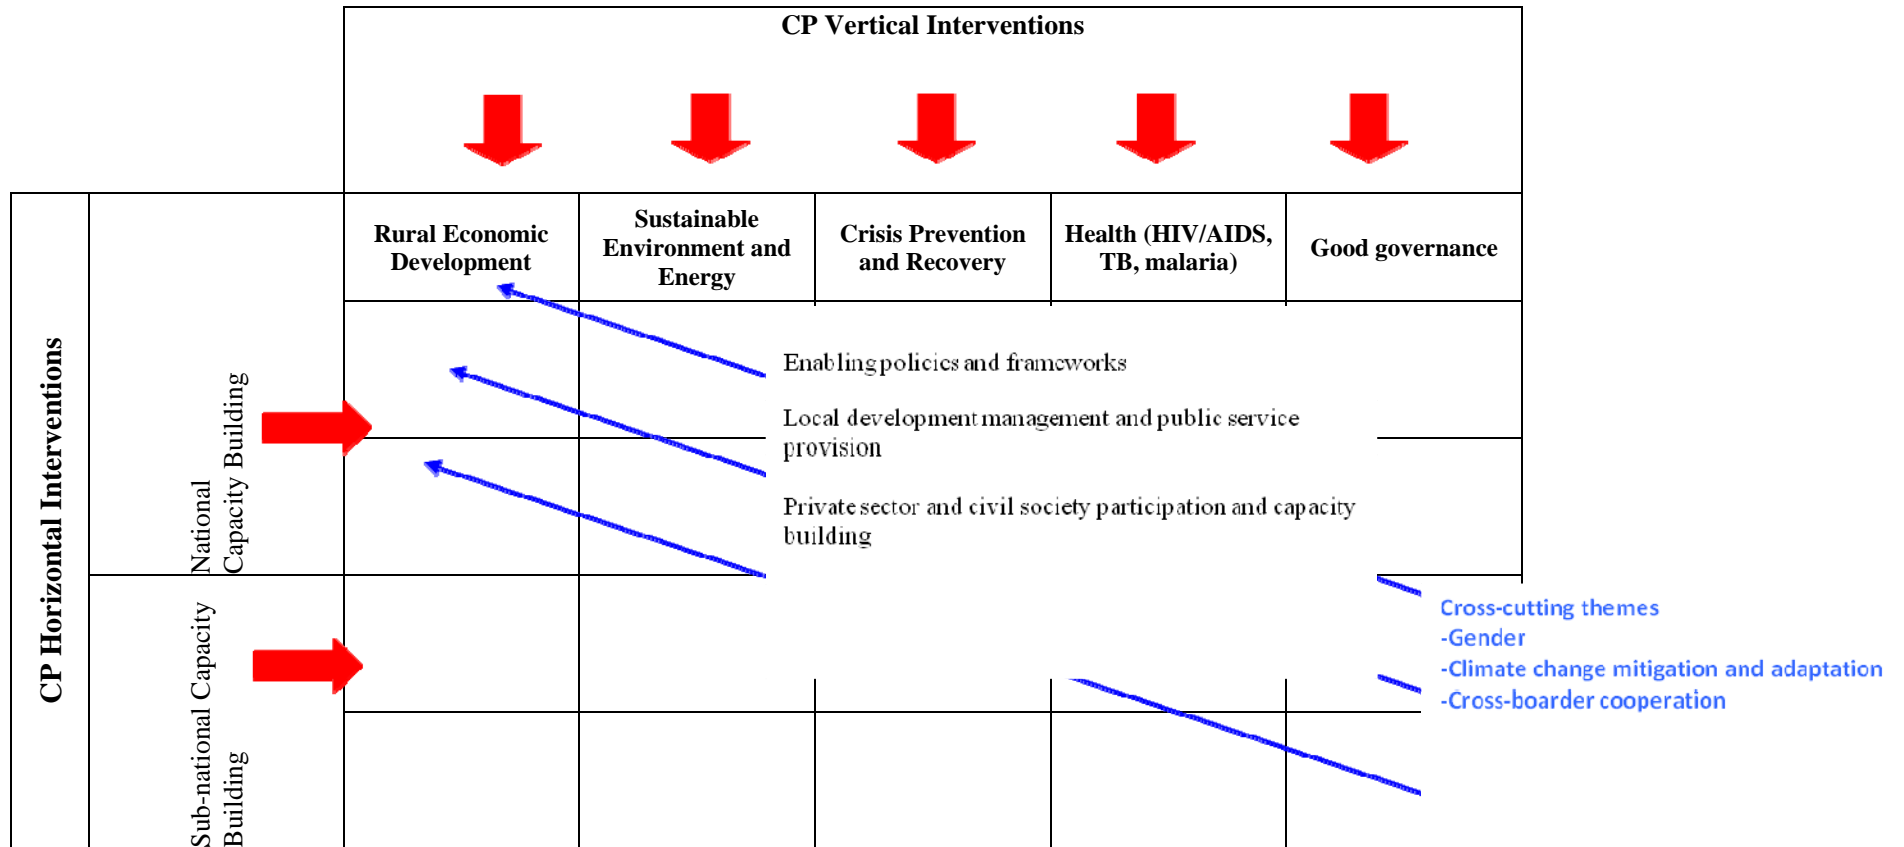 CP Vertical Interventions
Rural Economic
Development
Sustainable
Environment and
Energy
Crisis Prevention
and Recovery
Health (HIV/AIDS,
TB, malaria)
Good governance
CP Horizontal Interventions
National
Capacity Building
Sub-national Capacity
Building
Enabling policies and frameworks
Local development management and public service
provision
Private sector and civil society participation and capacity
building
Cross-cutting themes
-Gender
-Climate change mitigation and adaptation
-Cross-boarder cooperation